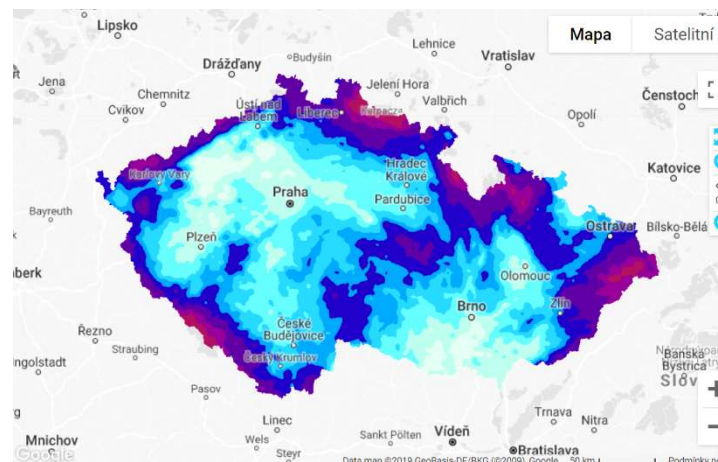 Lipsko
Mapa
Satelitní
Lehnice
Vratislav
Drážďany
Budyšín
Jena
Chemnitz
Jelení Hora
Valbřich
Čenstoch
Cvikov
Ústí nad
Labem
Liberec
Opolí
Karlovy Vary
Hradec
Králové
Katovice
Praha
Pardubice
Bayreuth
Plzeň
Ostrava
Bílsko-Bělá
berk
Olomouc
Brno
Zlín
Řezno
České
Budějovice
Straubing
Český Krumlov
Ingolstadt
Banská
Bystrica
Pasov
Trnava
Nitra
Linec
Vídeň
Mnichov
Wels
Sankt Pölten
Steyr
Bratislava
Google
Data map ©2019 GeoBasis-DE/BKG (©2009), Google
50 km
Podmínky